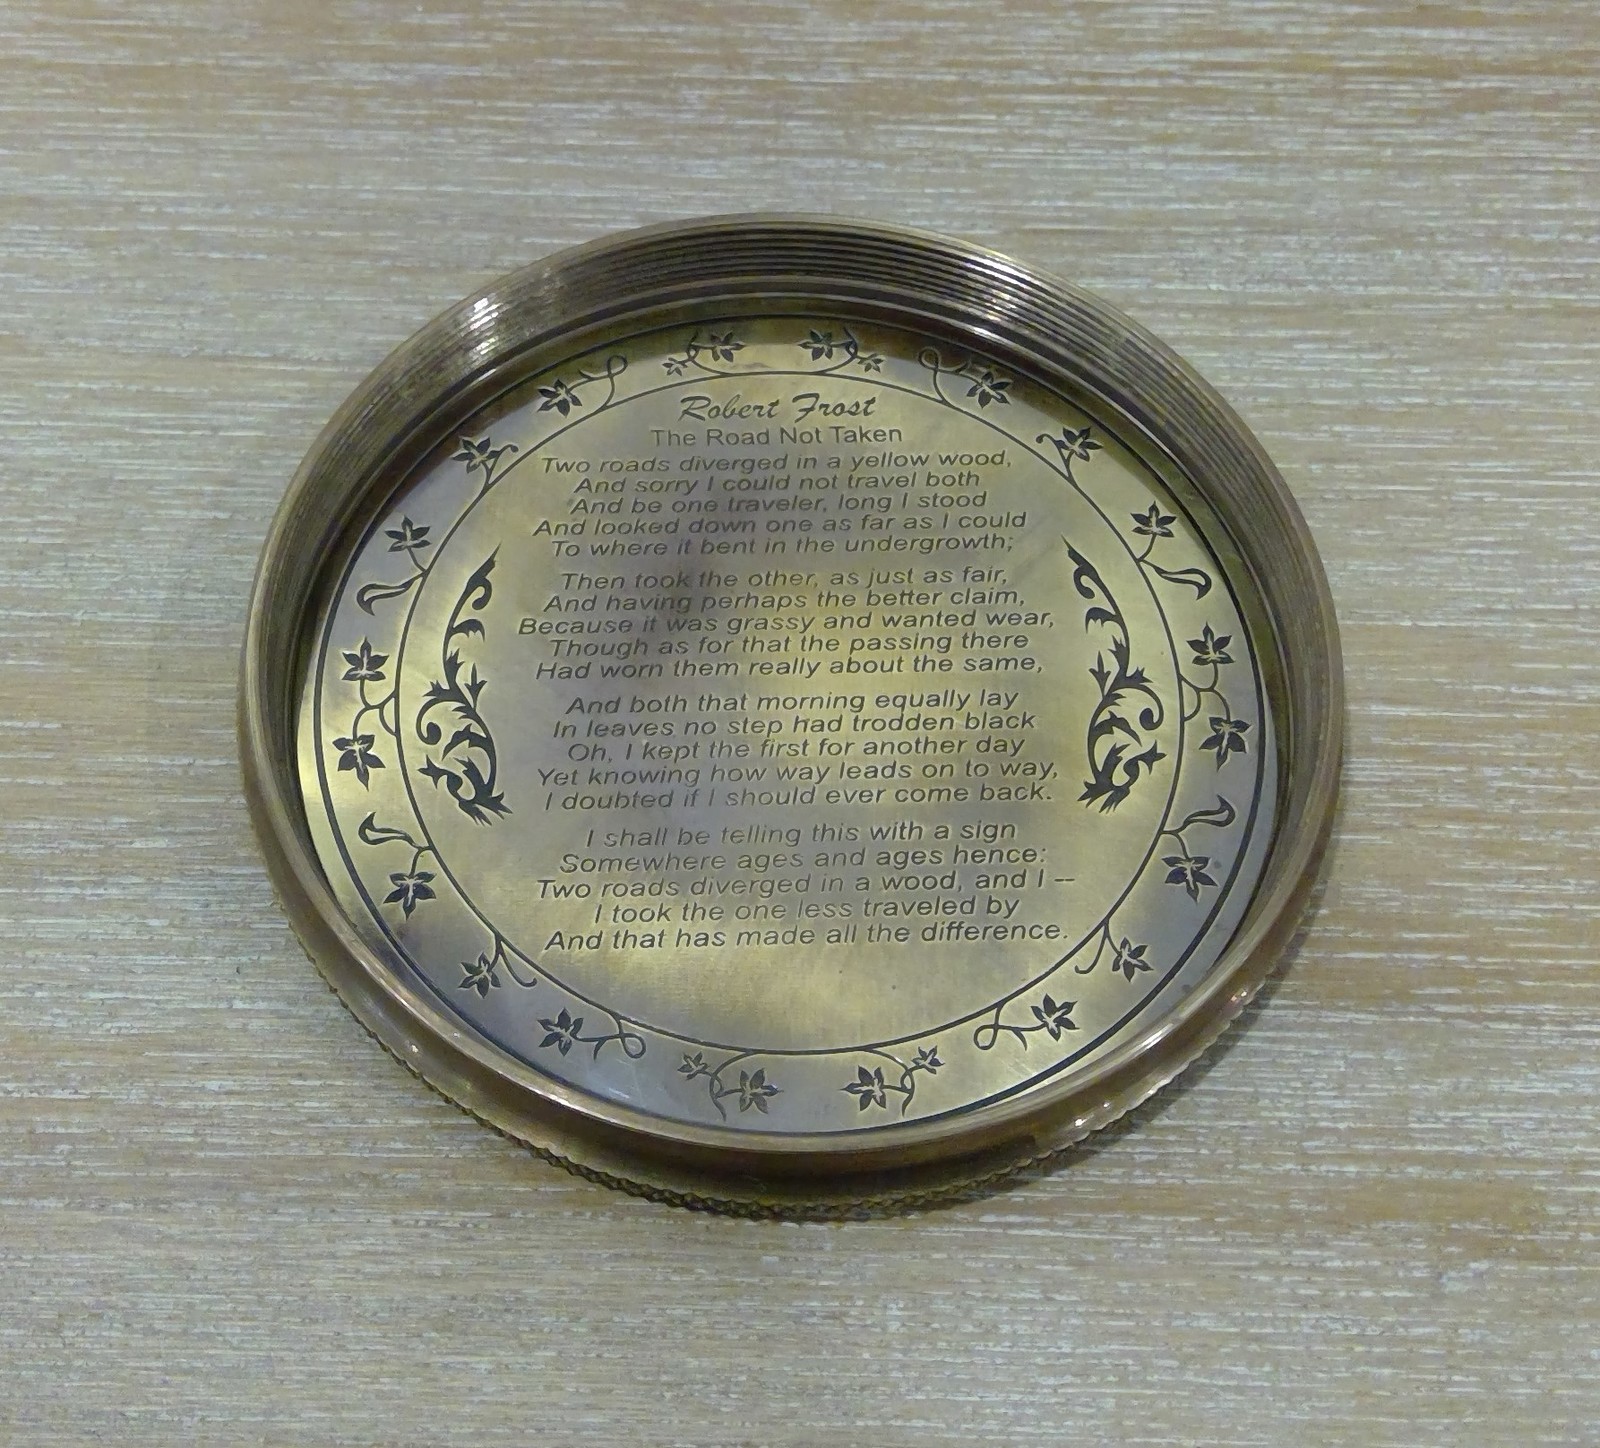 Robert Frost
The Road Not Taken
Two roads diverged in a yellow wood,
And sorry I could not travel both
And be one traveler, long I stood
And looked down one as far as I could
To where it bent in the undergrowth;
Then took the other, as just as fair,
And having perhaps the better claim,
Because it was grassy and wanted wear,
Though as for that the passing there
Had worn them really about the same,
And both that morning equally lay
In leaves no step had trodden black
Oh, I kept the first for another day
Yet knowing how way leads on to way,
I doubted if I should ever come back.
I shall be telling this with a sign
Somewhere ages and ages hence:
Two roads diverged in a wood, and I --
I took the one less traveled by
And that has made all the difference.